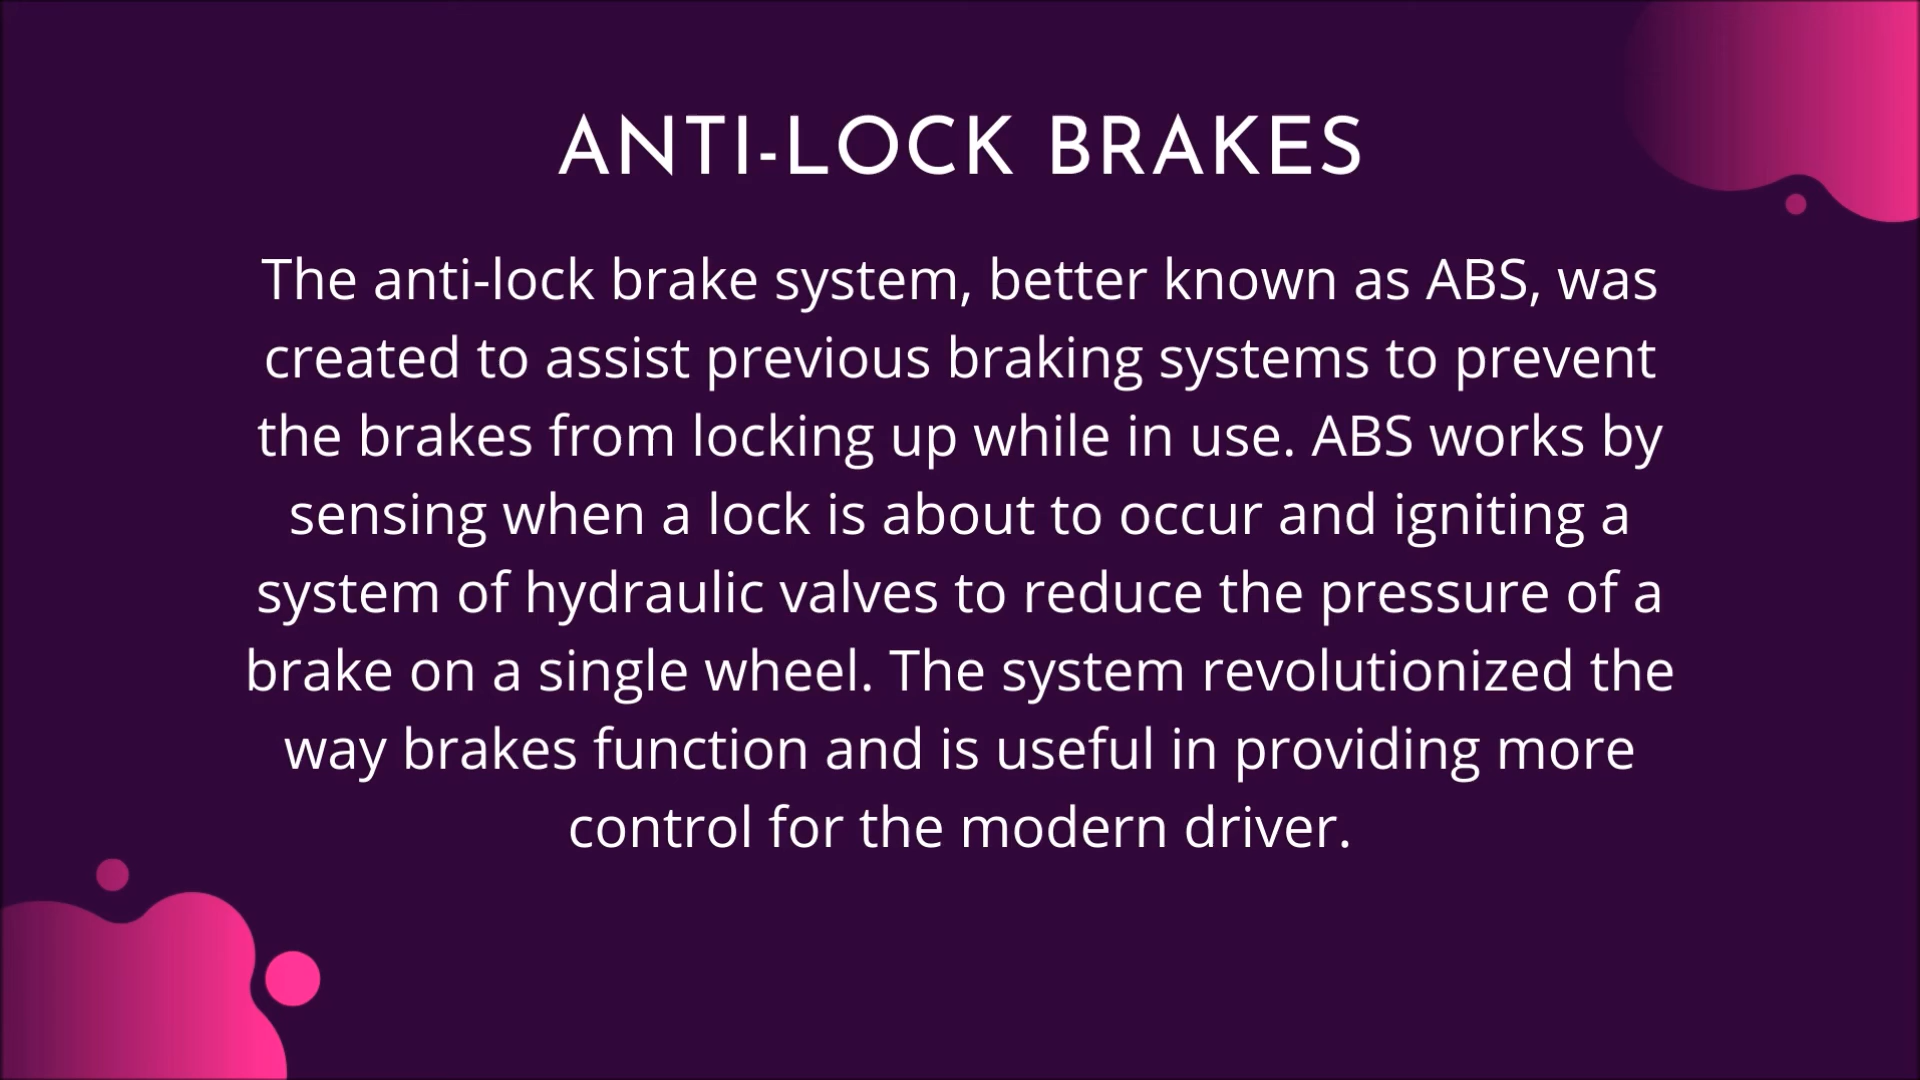 ANTI-LOCK BRAKES
The anti-lock brake system, better known as ABS, was
created to assist previous braking systems to prevent
the brakes from locking up while in use. ABS works by
sensing when a lock is about to occur and igniting a
system of hydraulic valves to reduce the pressure of a
brake on a single wheel. The system revolutionized the
way brakes function and is useful in providing more
control for the modern driver.